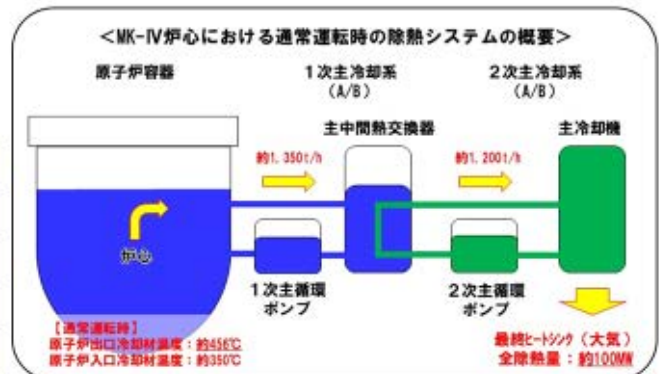 ＜MK-Ⅳ炉心における通常運転時の除熱システムの概要＞
原子炉容器
１次主冷却系
（A/B）
２次主冷却系
（A/B）
主中間熱交換器
主冷却機
約1,350t/h
約1,200t/h
炉心
１次主循環
ポンプ
２次主循環
ポンプ
【通常運転時】
原子炉出口冷却材温度：約456℃
原子炉入口冷却材温度：約350℃
最終ヒートシンク（大気）
全除熱量：約100MW